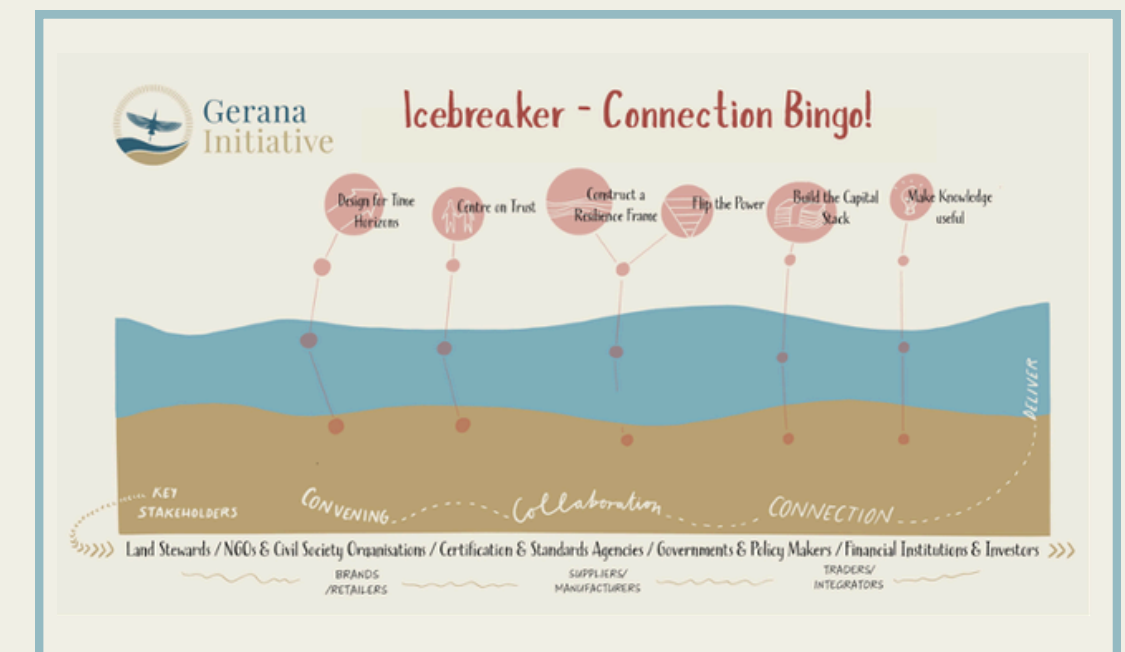 Gerana
Initiative
Icebreaker - Connection Bingo!
Design for Time
Horizons
Centre on Trust
Construct a
Resilience Frame
Flip the Power
Build the Capital
Stack
Make Knowledge
useful
DELIVER
KEY
STAKEHOLDERS
CONVENING
Collaboration
CONNECTION
Land Stewards / NGOs & Civil Society Organisations / Certification & Standards Agencies / Governments & Policy Makers / Financial Institutions & Investors
BRANDS
/RETAILERS
SUPPLIERS/
MANUFACTURERS
TRADERS/
INTEGRATORS